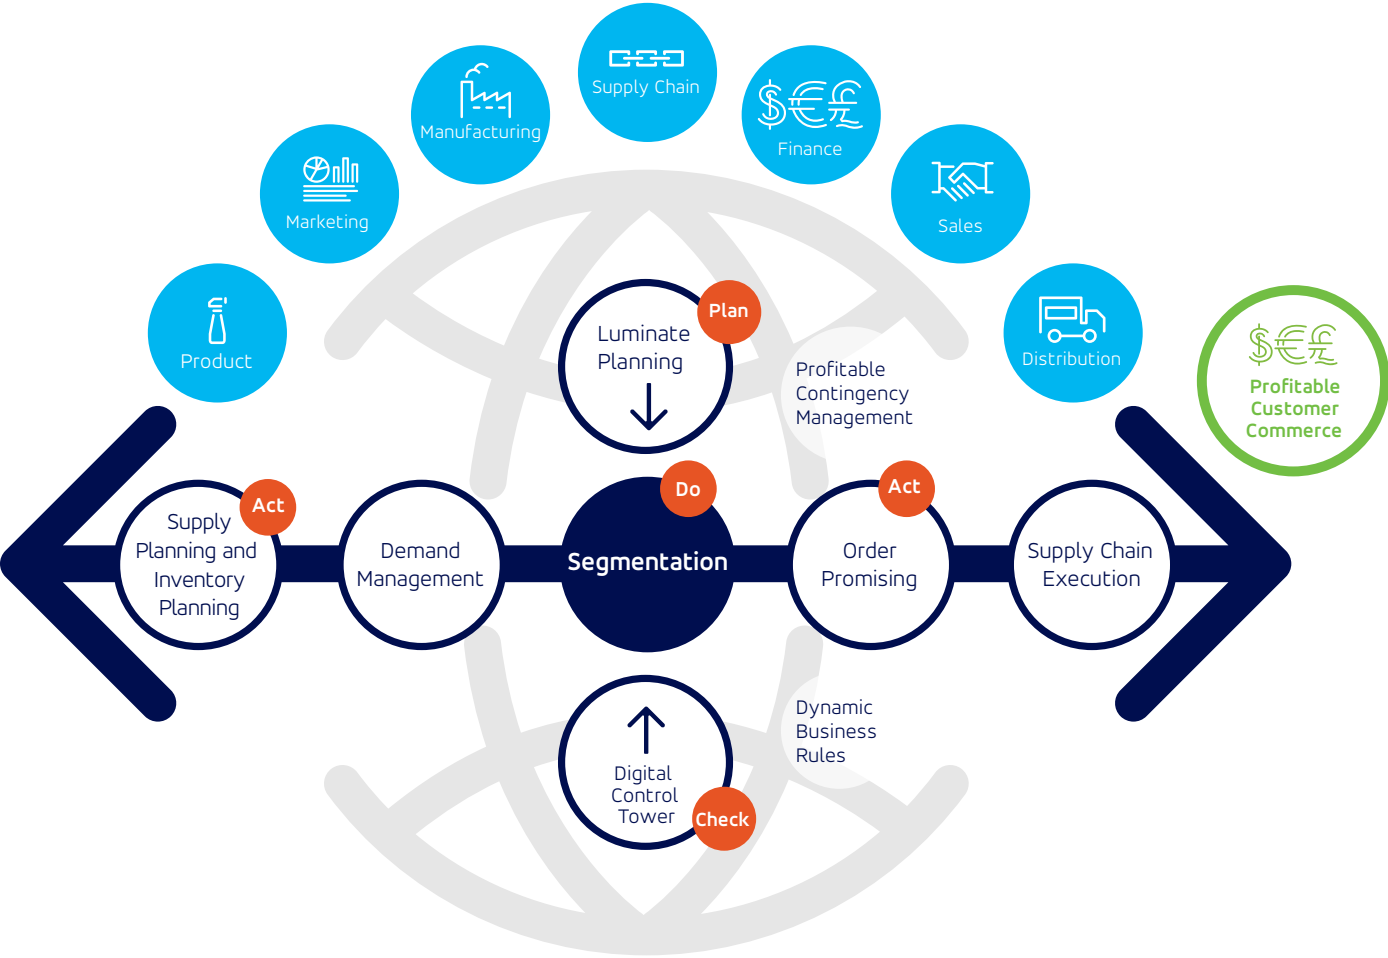 Supply Chain
Manufacturing
Finance
Marketing
Sales
Product
Distribution
$€£
Profitable
Customer
Commerce
Plan
Luminate
Planning
Profitable
Contingency
Management
Act
Supply
Planning and
Inventory
Planning
Demand
Management
Do
Segmentation
Act
Order
Promising
Supply Chain
Execution
Dynamic
Business
Rules
Digital
Control
Tower
Check
$€£